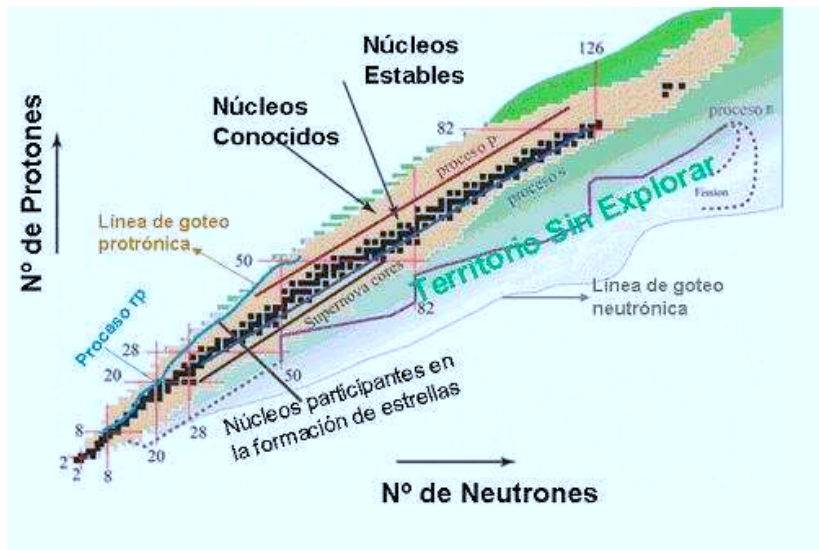 Núcleos
Estables
126
Núcleos
Conocidos
82
proceso n
proceso p
proceso s
Fission
Nº de Protones
Línea de goteo
protrónica
50
Territorio Sin Explorar
Supernova cores
Línea de goteo
neutrónica
82
Procaso rp
28
20
50
Núcleos participantes en
la formación de estrellas
28
8
20
2
2
8
Nº de Neutrones